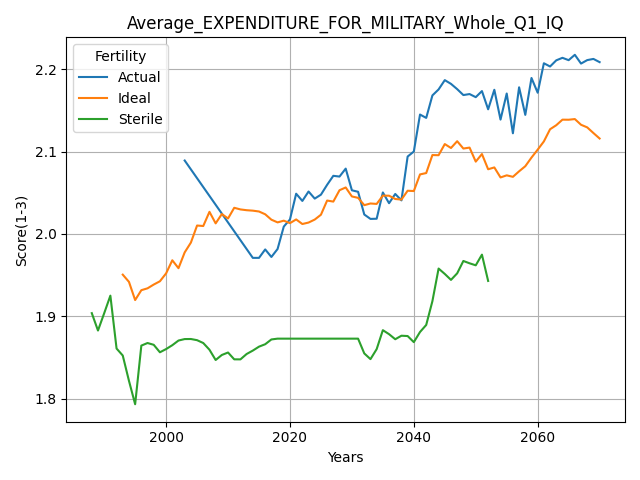 Average_EXPENDITURE_FOR_MILITARY_Whole_Q1_IQ
Fertility
Actual
Ideal
Sterile
Score(1-3)
2.2
2.1
2.0
1.9
1.8
2000
2020
2040
2060
Years